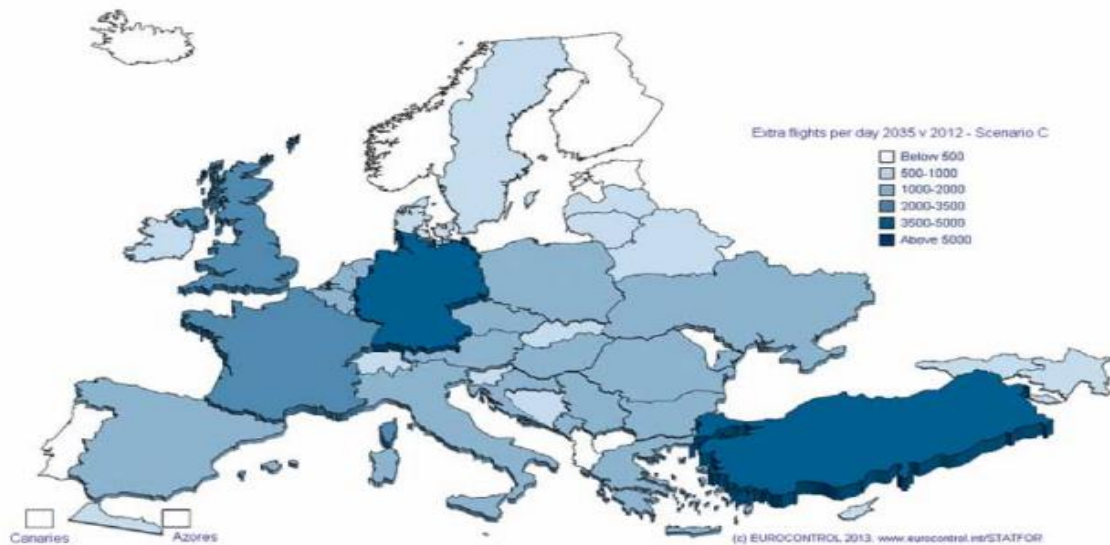 Extra flights per day 2035 v 2012 - Scenario C
Below 500
500-1000
1000-2000
2000-3500
3500-5000
Above 5000
Canaries
Azores
(c) EUROCONTROL 2013. www.eurocontrol.int/STATFOR